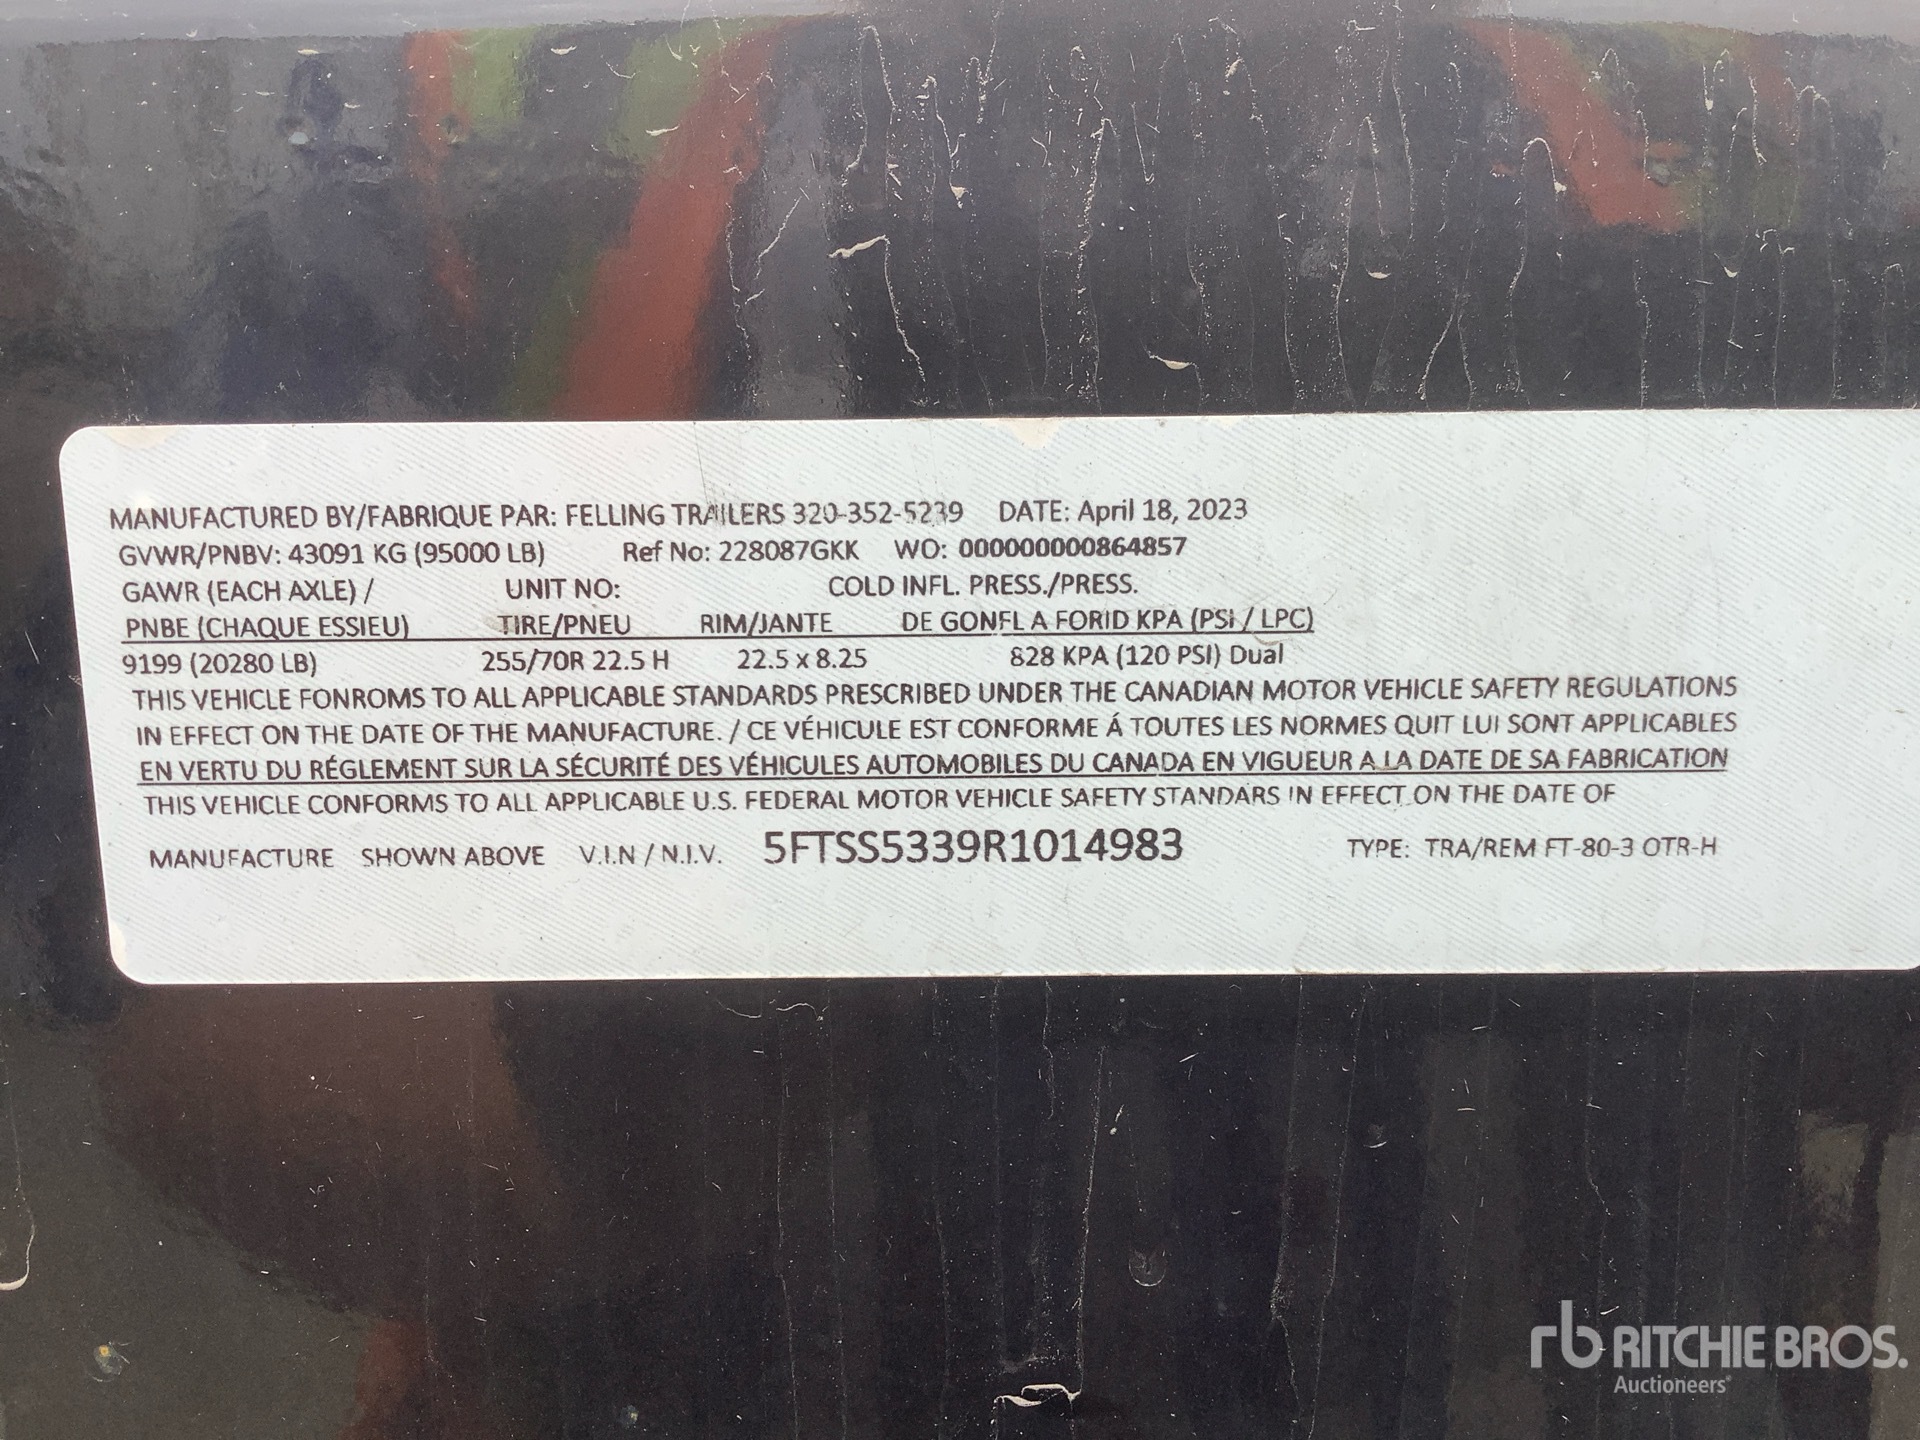 MANUFACTURED BY/FABRIQUE PAR: FELLING TRAILERS 320-352-5239 DATE: April 18, 2023
GVWR/PNBV: 43091 KG (95000 LB) Ref No: 228087GKK WO: 000000000864857
GAWR (EACH AXLE) / UNIT NO: COLD INFL. PRESS./PRESS.
PNBE (CHAQUE ESSIEU) TIRE/PNEU RIM/JANTE DE GONFL A FORID KPA (PSI / LPC)
9199 (20280 LB) 255/70R 22.5 H 22.5 x 8.25 828 KPA (120 PSI) Dual
THIS VEHICLE FONROMS TO ALL APPLICABLE STANDARDS PRESCRIBED UNDER THE CANADIAN MOTOR VEHICLE SAFETY REGULATIONS
IN EFFECT ON THE DATE OF THE MANUFACTURE. / CE VÉHICULE EST CONFORME Á TOUTES LES NORMES QUIT LUI SONT APPLICABLES
EN VERTU DU RÉGLEMENT SUR LA SÉCURITÉ DES VÉHICULES AUTOMOBILES DU CANADA EN VIGUEUR A LA DATE DE SA FABRICATION
THIS VEHICLE CONFORMS TO ALL APPLICABLE U.S. FEDERAL MOTOR VEHICLE SAFETY STANDARS IN EFFECT ON THE DATE OF
MANUFACTURE SHOWN ABOVE V.I.N / N.I.V. 5FTSS5339R1014983 TYPE: TRA/REM FT-80-3 OTR-H
rb RITCHIE BROS.
Auctioneers